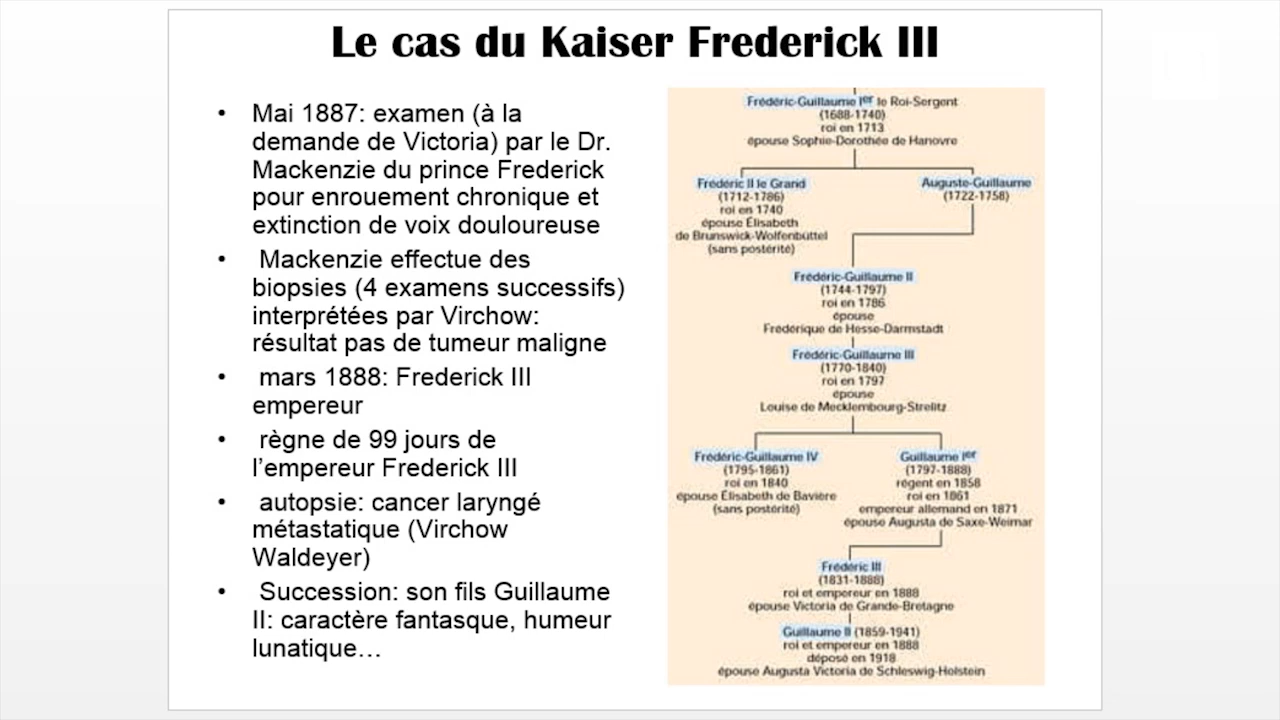 Le cas du Kaiser Frederick III
• Mai 1887: examen (à la
demande de Victoria) par le Dr.
Mackenzie du prince Frederick
pour enrouement chronique et
extinction de voix douloureuse
• Mackenzie effectue des
biopsies (4 examens successifs)
interprétées par Virchow:
résultat pas de tumeur maligne
• mars 1888: Frederick III
empereur
• règne de 99 jours de
l’empereur Frederick III
• autopsie: cancer laryngé
métastatique (Virchow
Waldeyer)
• Succession: son fils Guillaume
II: caractère fantasque, humeur
lunatique…
Frédéric-Guillaume Ier le Roi-Sergent
(1688-1740)
roi en 1713
épouse Sophie-Dorothée de Hanovre
Frédéric II le Grand
(1712-1786)
roi en 1740
épouse Élisabeth
de Brunswick-Wolfenbüttel
(sans postérité)
Auguste-Guillaume
(1722-1758)
Frédéric-Guillaume II
(1744-1797)
roi en 1786
épouse
Frédérique de Hesse-Darmstadt
Frédéric-Guillaume III
(1770-1840)
roi en 1797
épouse
Louise de Mecklembourg-Strelitz
Frédéric-Guillaume IV
(1795-1861)
roi en 1840
épouse Élisabeth de Bavière
(sans postérité)
Guillaume Ier
(1797-1888)
régent en 1858
roi en 1861
empereur allemand en 1871
épouse Augusta de Saxe-Weimar
Frédéric III
(1831-1888)
roi et empereur en 1888
épouse Victoria de Grande-Bretagne
Guillaume II (1859-1941)
roi et empereur en 1888
déposé en 1918
épouse Augusta Victoria de Schleswig-Holstein